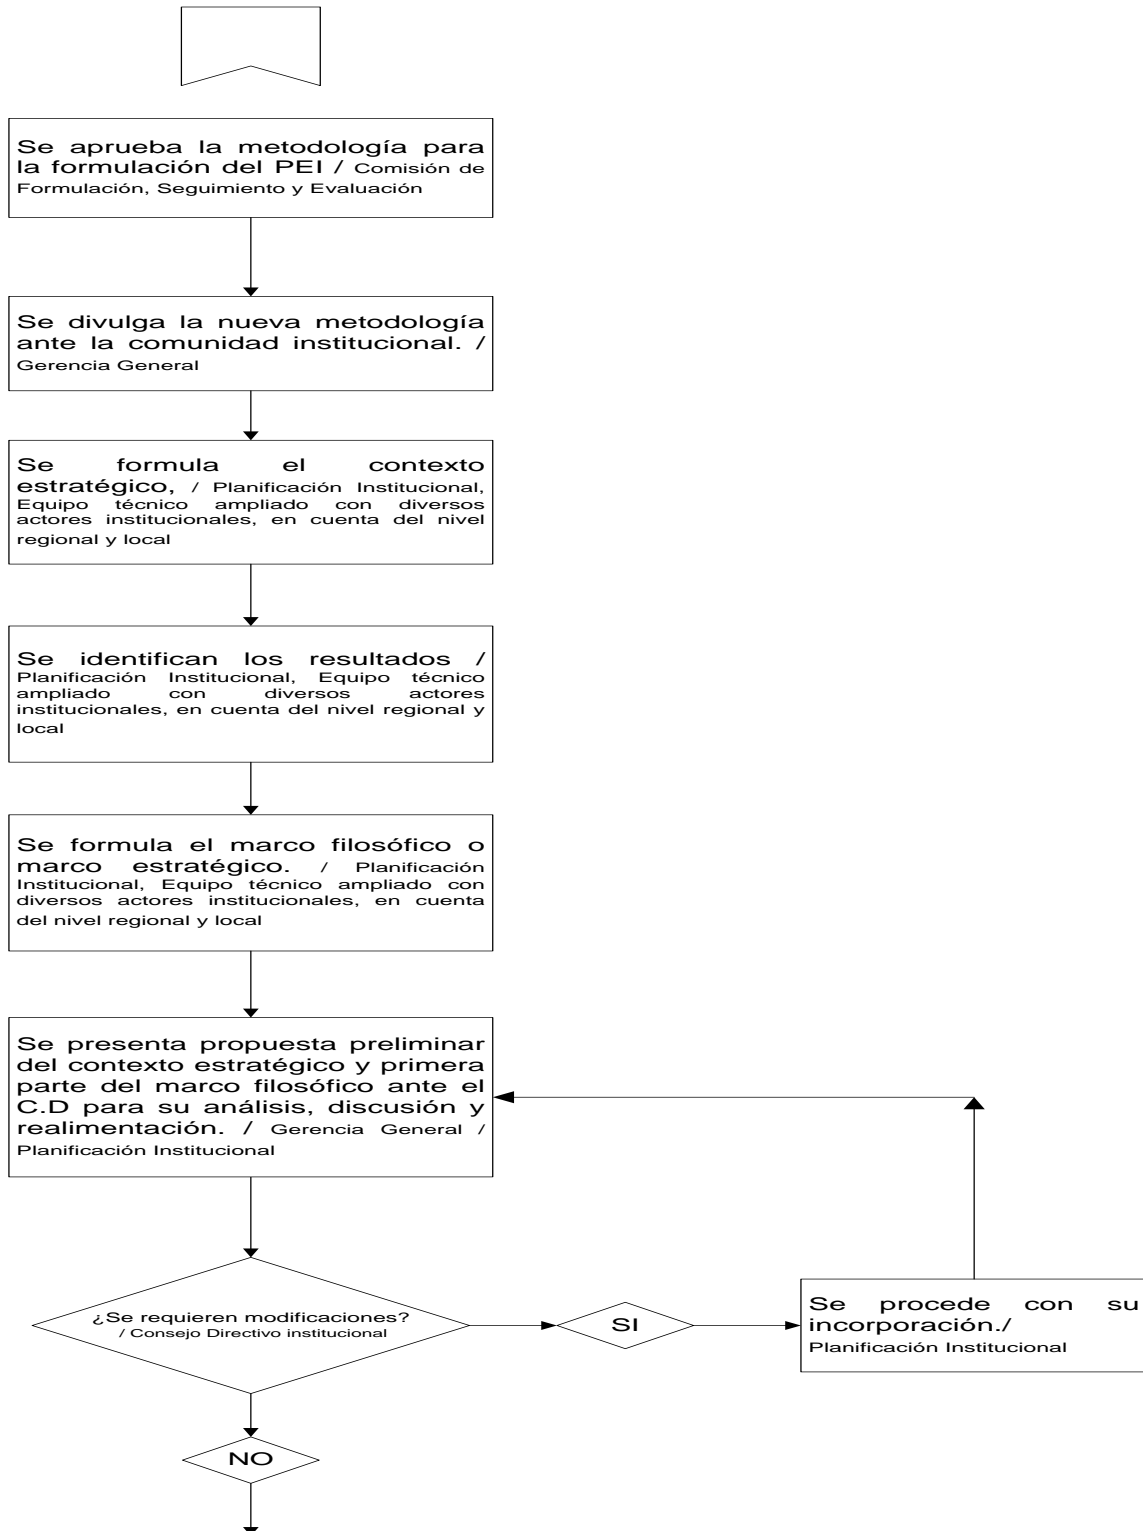 Se aprueba la metodología para
la formulación del PEI / Comisión de
Formulación, Seguimiento y Evaluación
Se divulga la nueva metodología
ante la comunidad institucional. /
Gerencia General
Se formula el contexto
estratégico, / Planificación Institucional,
Equipo técnico ampliado con diversos
actores institucionales, en cuenta del nivel
regional y local
Se identifican los resultados /
Planificación Institucional, Equipo técnico
ampliado con diversos actores
institucionales, en cuenta del nivel regional y
local
Se formula el marco filosófico o
marco estratégico. / Planificación
Institucional, Equipo técnico ampliado con
diversos actores institucionales, en cuenta
del nivel regional y local
Se presenta propuesta preliminar
del contexto estratégico y primera
parte del marco filosófico ante el
C.D para su análisis, discusión y
realimentación. / Gerencia General /
Planificación Institucional
¿Se requieren modificaciones?
/ Consejo Directivo institucional
SI
Se procede con su
incorporación./
Planificación Institucional
NO